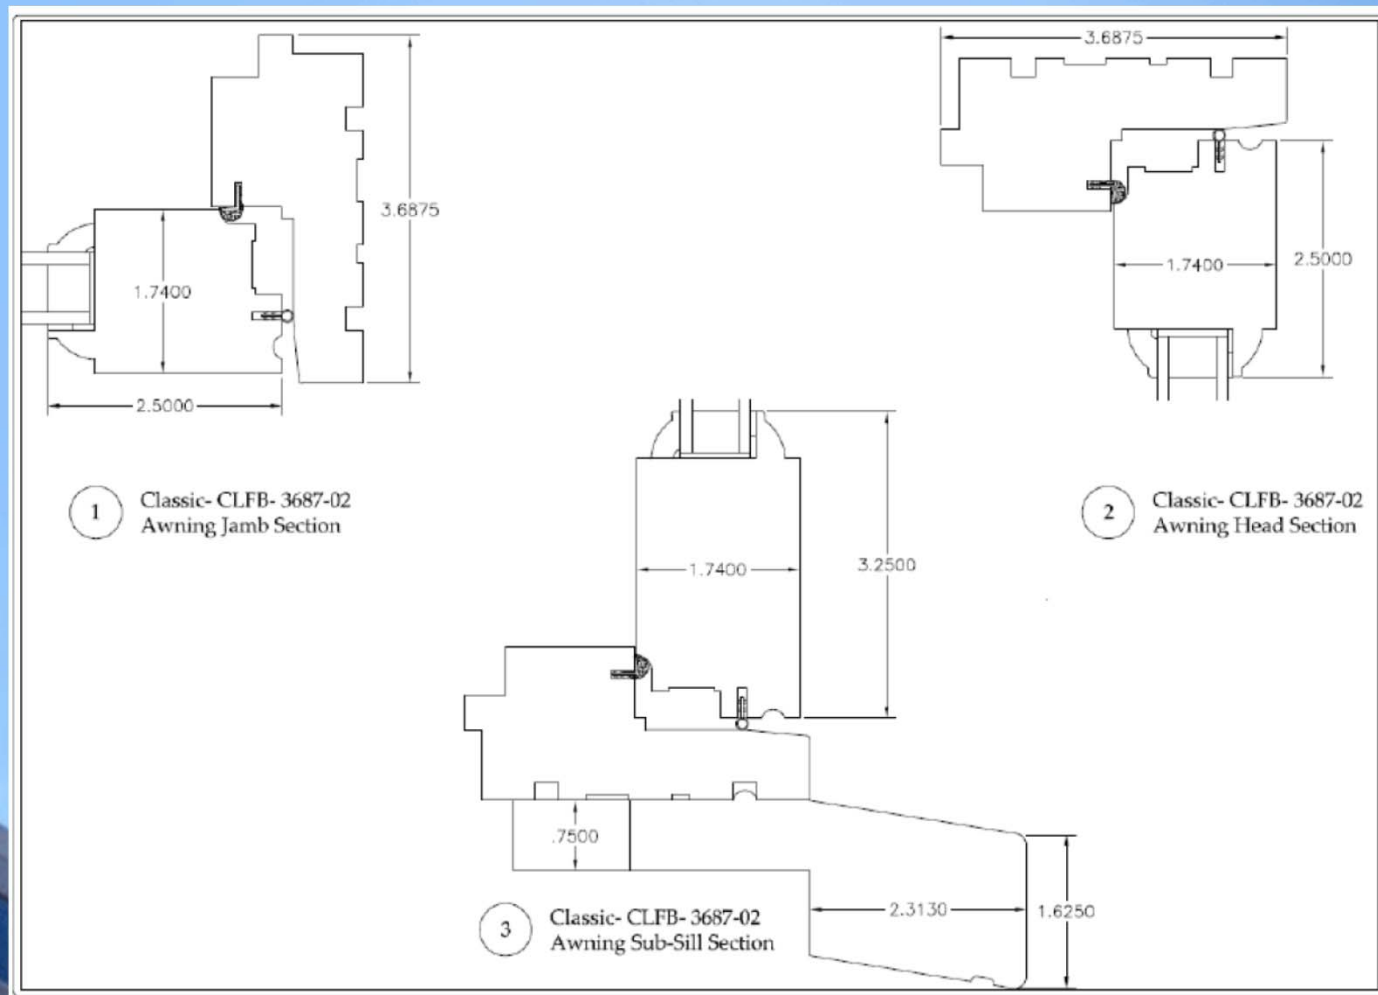 3.6875
1.7400
2.5000
1 Classic- CLFB- 3687-02
Awning Jamb Section
3.6875
1.7400
2.5000
2 Classic- CLFB- 3687-02
Awning Head Section
1.7400
3.2500
.7500
2.3130
1.6250
3 Classic- CLFB- 3687-02
Awning Sub-Sill Section